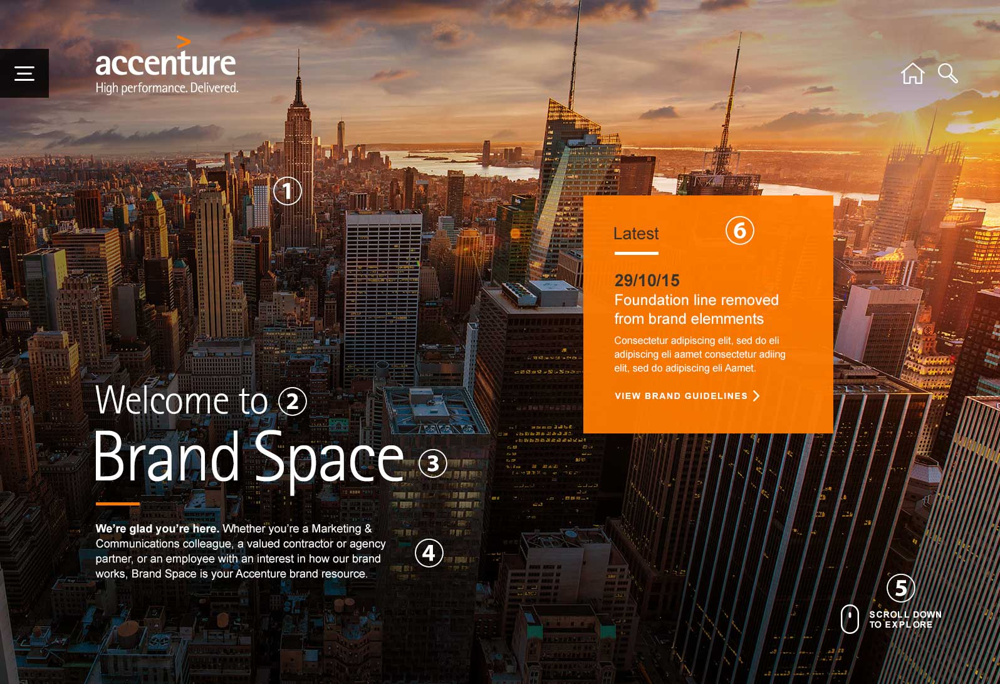 accenture
High performance. Delivered.
1
6
Latest
29/10/15
Foundation line removed
from brand elemments
Consectetur adipiscing elit, sed do eli
adipiscing eli aamet consectetur adiing
elit, sed do adipiscing eli Aamet.
VIEW BRAND GUIDELINES
Welcome to 2
Brand Space 3
We're glad you're here. Whether you're a Marketing &
Communications colleague, a valued contractor or agency
partner, or an employee with an interest in how our brand
works, Brand Space is your Accenture brand resource.
4
5
SCROLL DOWN
TO EXPLORE